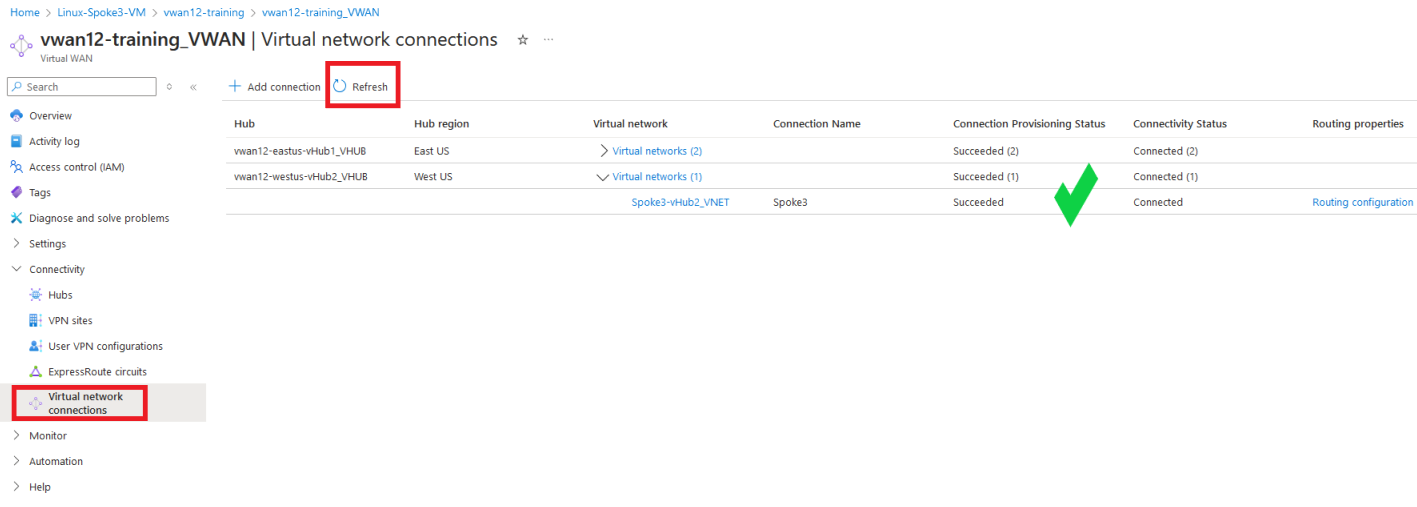 Home > Linux-Spoke3-VM > vwan12-training > vwan12-training_VWAN
vwan12-training_VWAN | Virtual network connections
Virtual WAN
Search
Add connection
Refresh
Overview
Activity log
Access control (IAM)
Tags
Diagnose and solve problems
Settings
Connectivity
Hubs
VPN sites
User VPN configurations
ExpressRoute circuits
Virtual network
connections
Monitor
Automation
Help
Hub Hub region Virtual network Connection Name Connection Provisioning Status Connectivity Status Routing properties
vwan12-eastus-vHub1_VHUB East US Virtual networks (2) Succeeded (2) Connected (2)
vwan12-westus-vHub2_VHUB West US Virtual networks (1) Succeeded (1) Connected (1)
Spoke3-vHub2_VNET Spoke3 Succeeded Connected Routing configuration